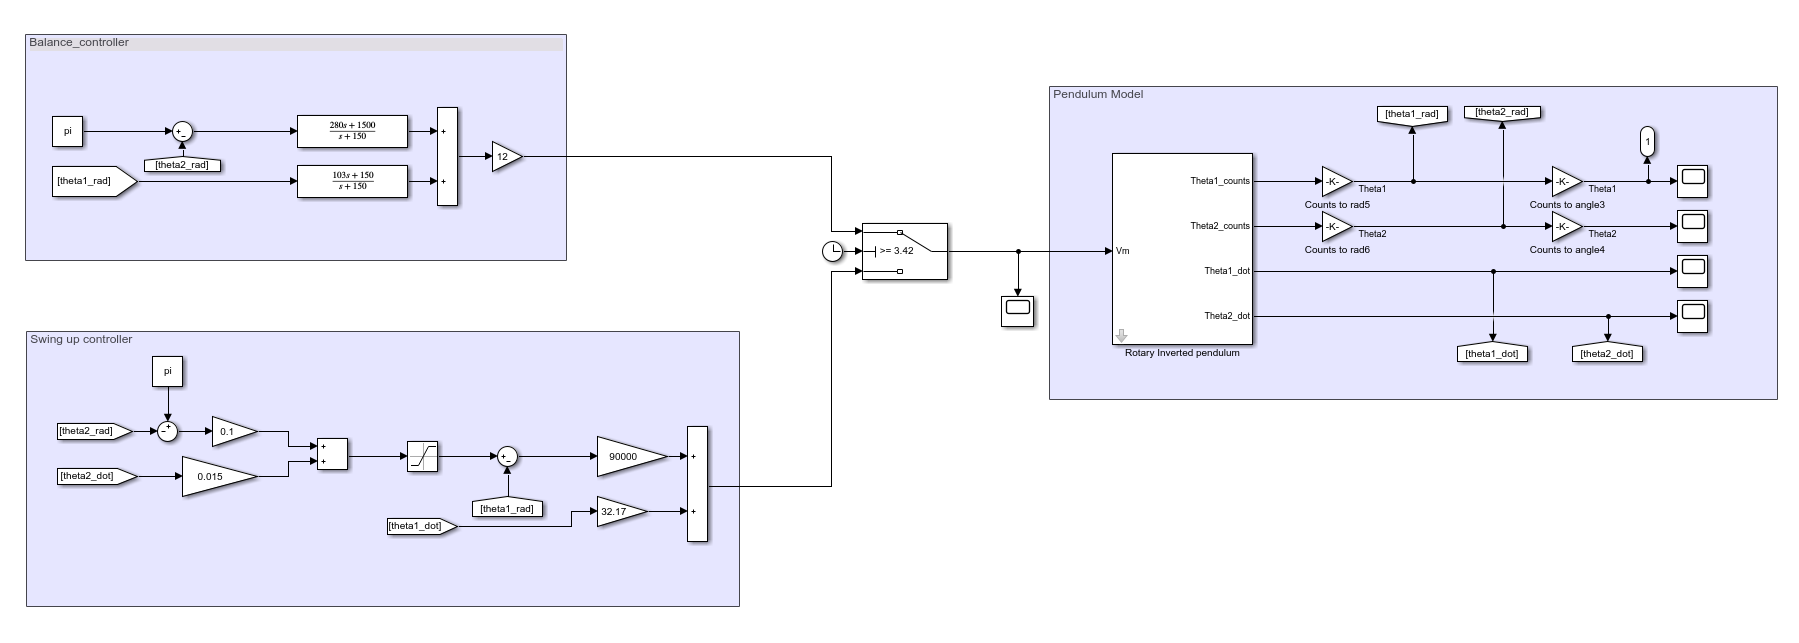 Balance_controller
pi
+
−
[theta2_rad]
280s + 1500
s + 150
[theta1_rad]
103s + 150
s + 150
+
+
12
>= 3.42
Swing up controller
pi
[theta2_rad]
−
+
0.1
[theta2_dot]
0.015
+
+
+
−
[theta1_rad]
[theta1_dot]
90000
32.17
+
+
Pendulum Model
[theta1_rad]
[theta2_rad]
1
Vm
Theta1_counts
Theta2_counts
Theta1_dot
Theta2_dot
Rotary Inverted pendulum
-K-
Theta1
Counts to rad5
-K-
Theta2
Counts to rad6
-K-
Theta1
Counts to angle3
-K-
Theta2
Counts to angle4
[theta1_dot]
[theta2_dot]